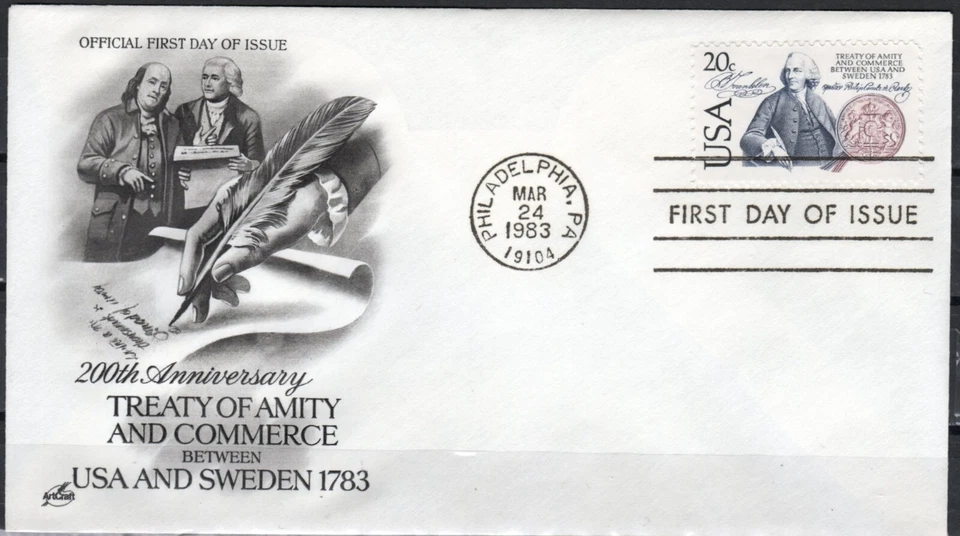 OFFICIAL FIRST DAY OF ISSUE
200th Anniversary
TREATY OF AMITY
AND COMMERCE
BETWEEN
USA AND SWEDEN 1783
ArtCraft
PHILADELPHIA, PA
MAR
24
1983
19104
20c
USA
TREATY OF AMITY
AND COMMERCE
BETWEEN USA AND
SWEDEN 1783
B Franklin
FIRST DAY OF ISSUE